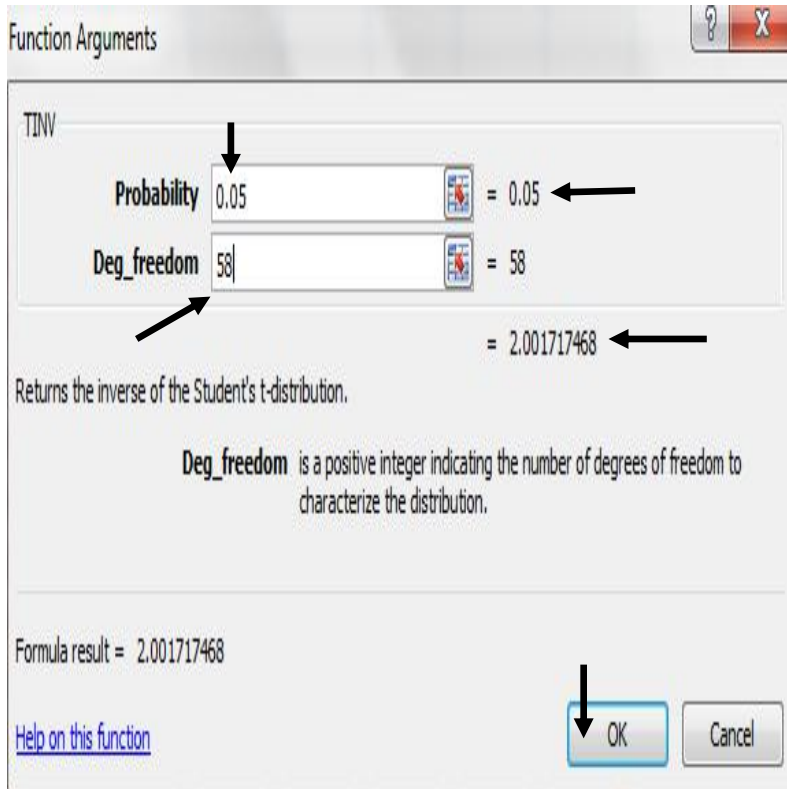 Function Arguments
TINV
Probability 0.05 = 0.05
Deg_freedom 58 = 58
= 2.001717468
Returns the inverse of the Student's t-distribution.
Deg_freedom is a positive integer indicating the number of degrees of freedom to
characterize the distribution.
Formula result = 2.001717468
Help on this function
OK Cancel